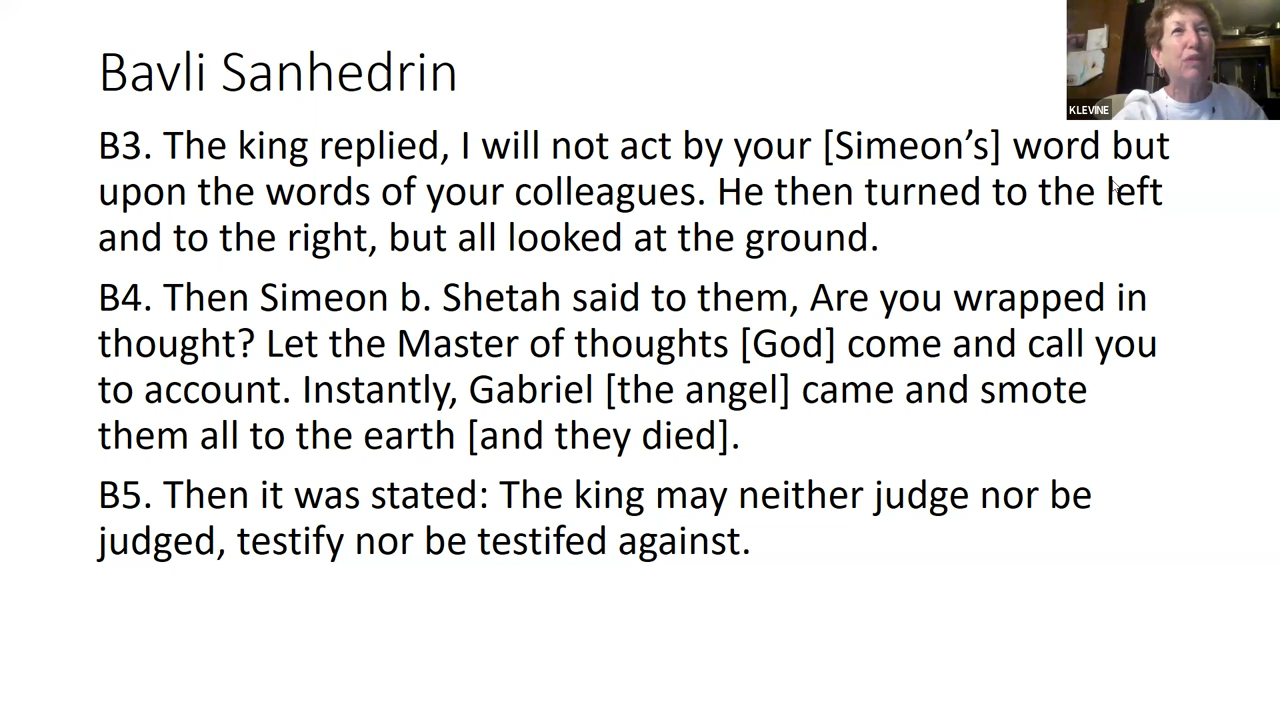 Bavli Sanhedrin
KLEVINE
B3. The king replied, I will not act by your [Simeon’s] word but
upon the words of your colleagues. He then turned to the left
and to the right, but all looked at the ground.
B4. Then Simeon b. Shetah said to them, Are you wrapped in
thought? Let the Master of thoughts [God] come and call you
to account. Instantly, Gabriel [the angel] came and smote
them all to the earth [and they died].
B5. Then it was stated: The king may neither judge nor be
judged, testify nor be testifed against.